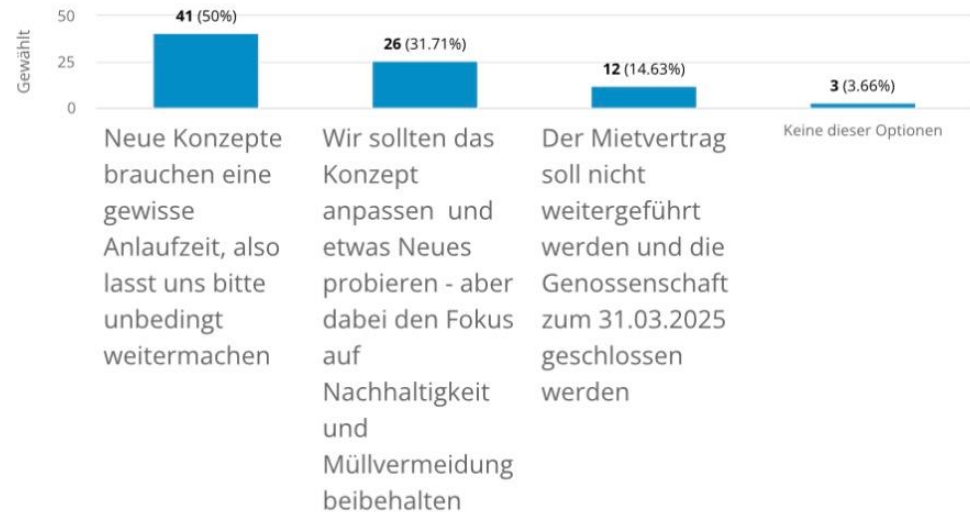 Gewählt
50
25
0
41 (50%)
26 (31.71%)
12 (14.63%)
3 (3.66%)
Neue Konzepte
brauchen eine
gewisse
Anlaufzeit, also
lasst uns bitte
unbedingt
weitermachen
Wir sollten das
Konzept
anpassen und
etwas Neues
probieren - aber
dabei den Fokus
auf
Nachhaltigkeit
und
Müllvermeidung
beibehalten
Der Mietvertrag
soll nicht
weitergeführt
werden und die
Genossenschaft
zum 31.03.2025
geschlossen
werden
Keine dieser Optionen